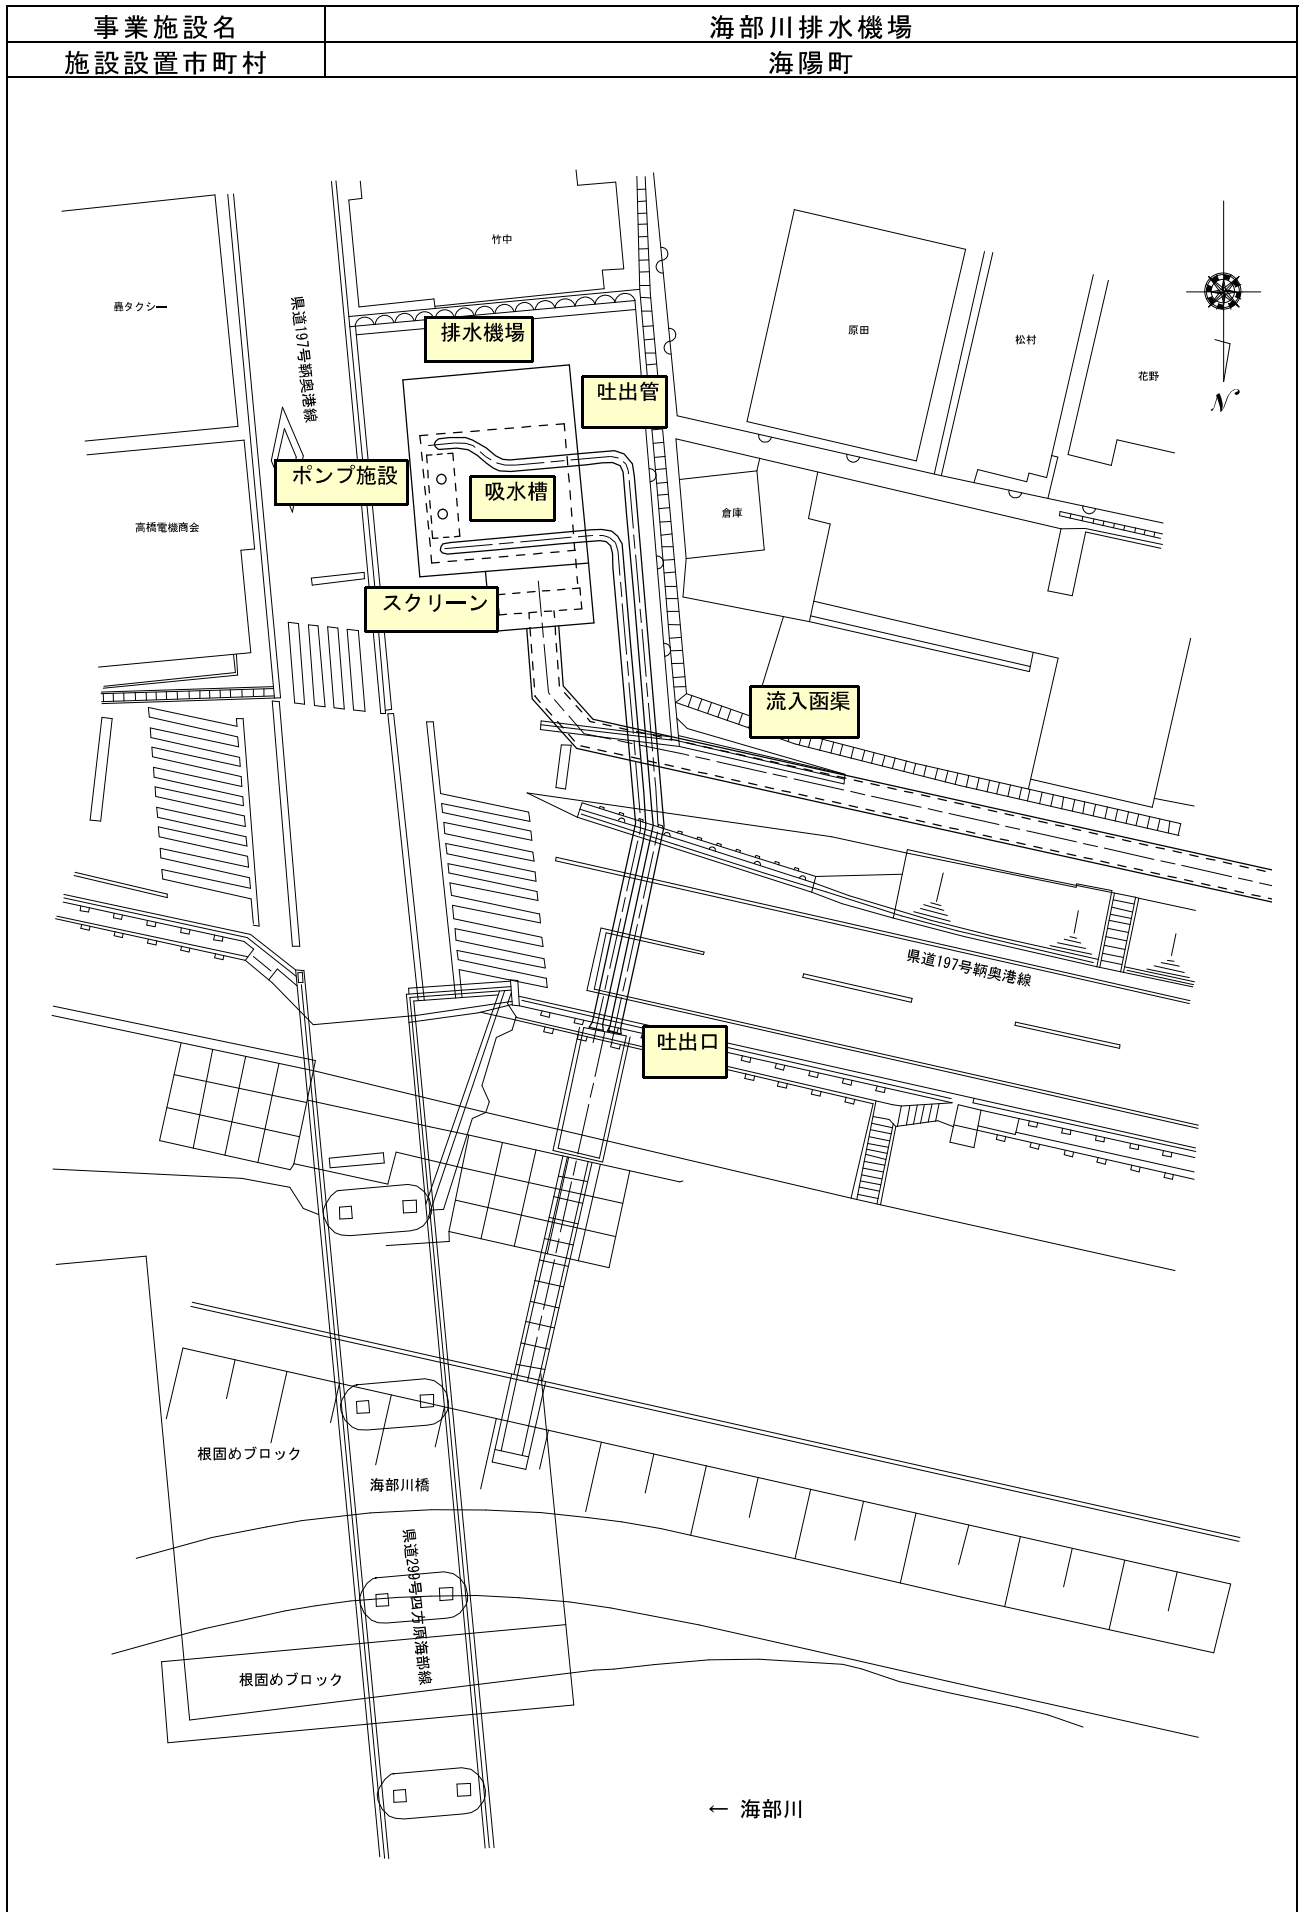 事業施設名
海部川排水機場
施設設置市町村
海陽町
竹中
轟タクシー
県道197号鞆奥港線
排水機場
原田
松村
花野
N
吐出管
ポンプ施設
吸水槽
高橋電機商会
倉庫
スクリーン
流入函渠
県道197号鞆奥港線
吐出口
根固めブロック
海部川橋
県道299号四方原海部線
根固めブロック
← 海部川